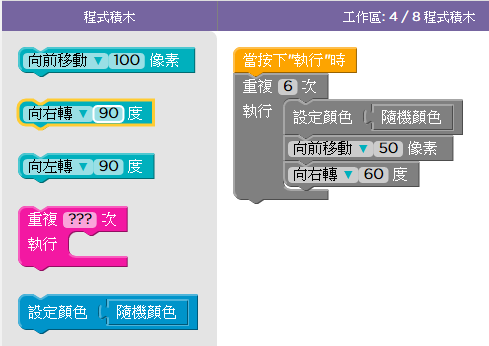 程式積木
工作區: 4 / 8 程式積木
向前移動 ▼ 100 像素
向右轉 ▼ 90 度
向左轉 ▼ 90 度
重複 ??? 次
執行
設定顏色 隨機顏色
當按下"執行"時
重複 6 次
執行
設定顏色 隨機顏色
向前移動 ▼ 50 像素
向右轉 ▼ 60 度